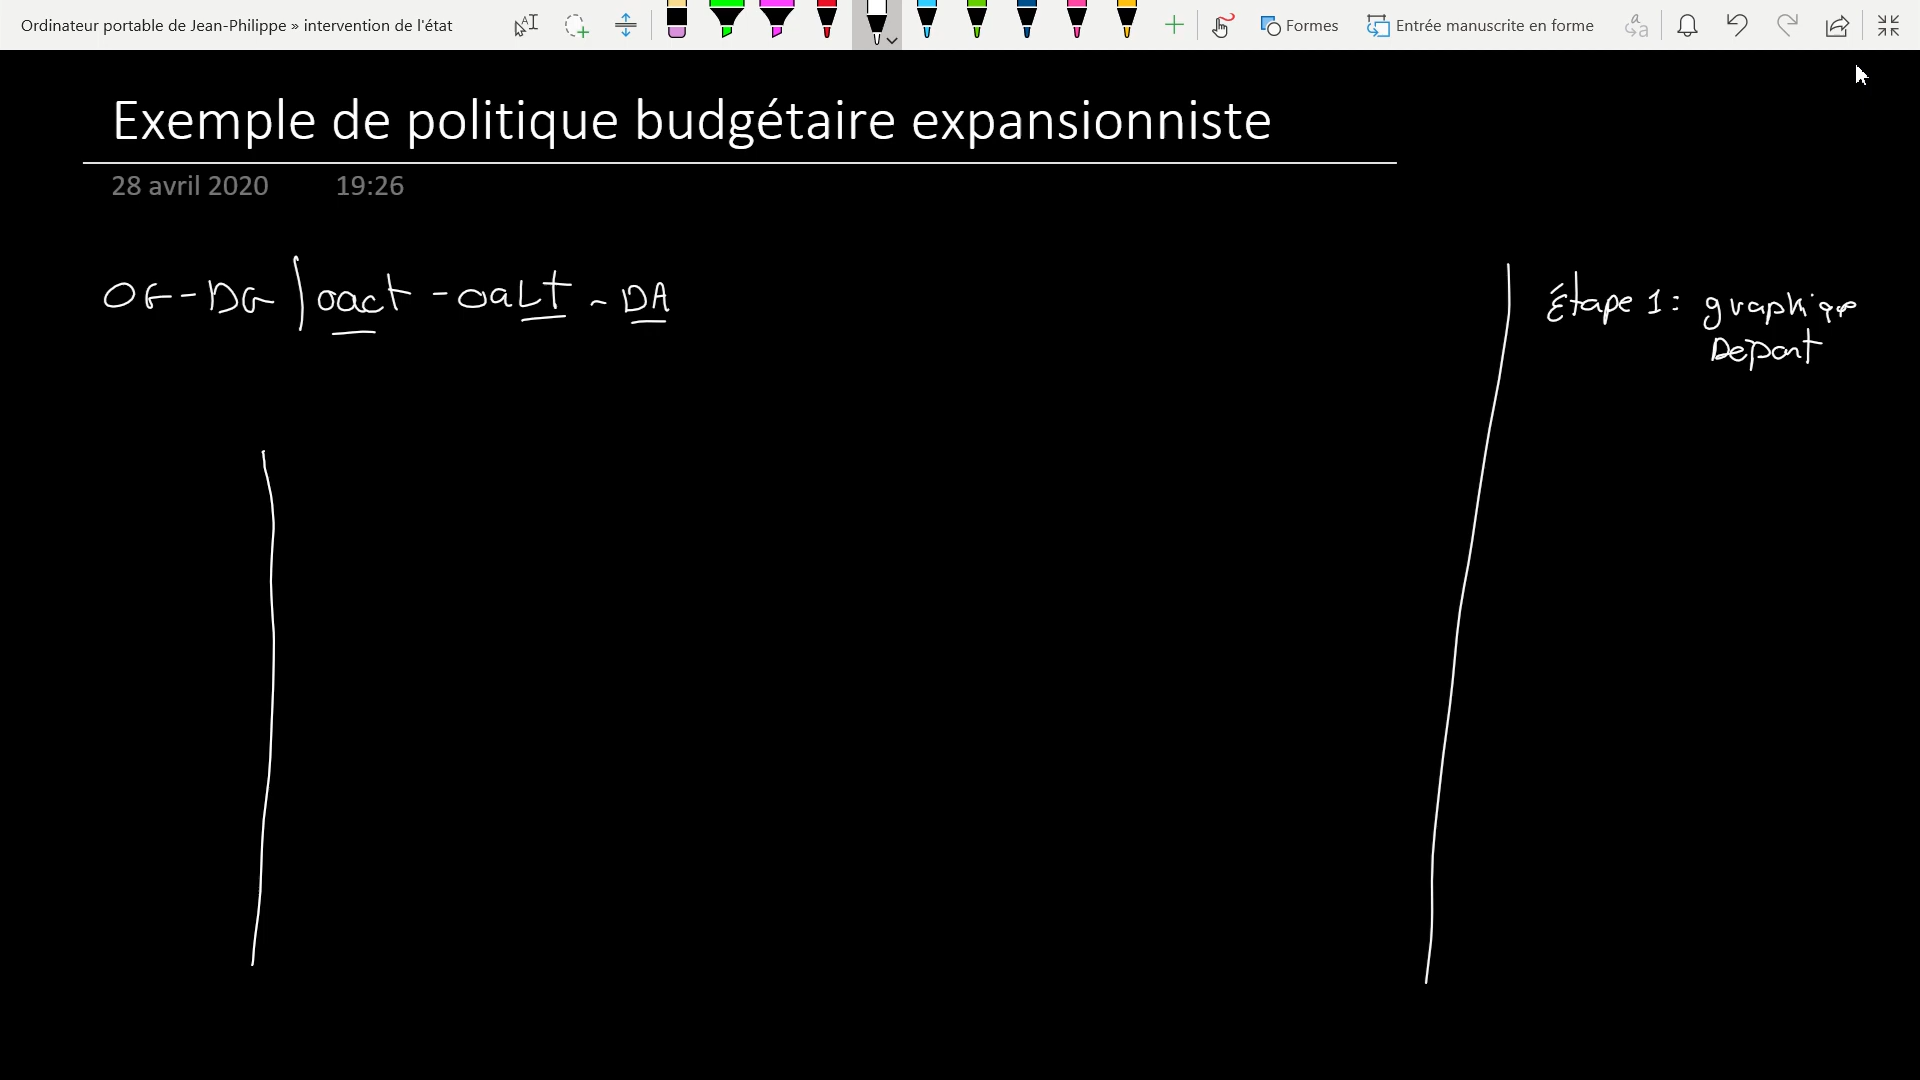 Ordinateur portable de Jean-Philippe » intervention de l'état
Formes
Entrée manuscrite en forme
Exemple de politique budgétaire expansionniste
28 avril 2020 19:26
OG-DG | oact - oaLt - DA
Étape 1: graphique
Depart